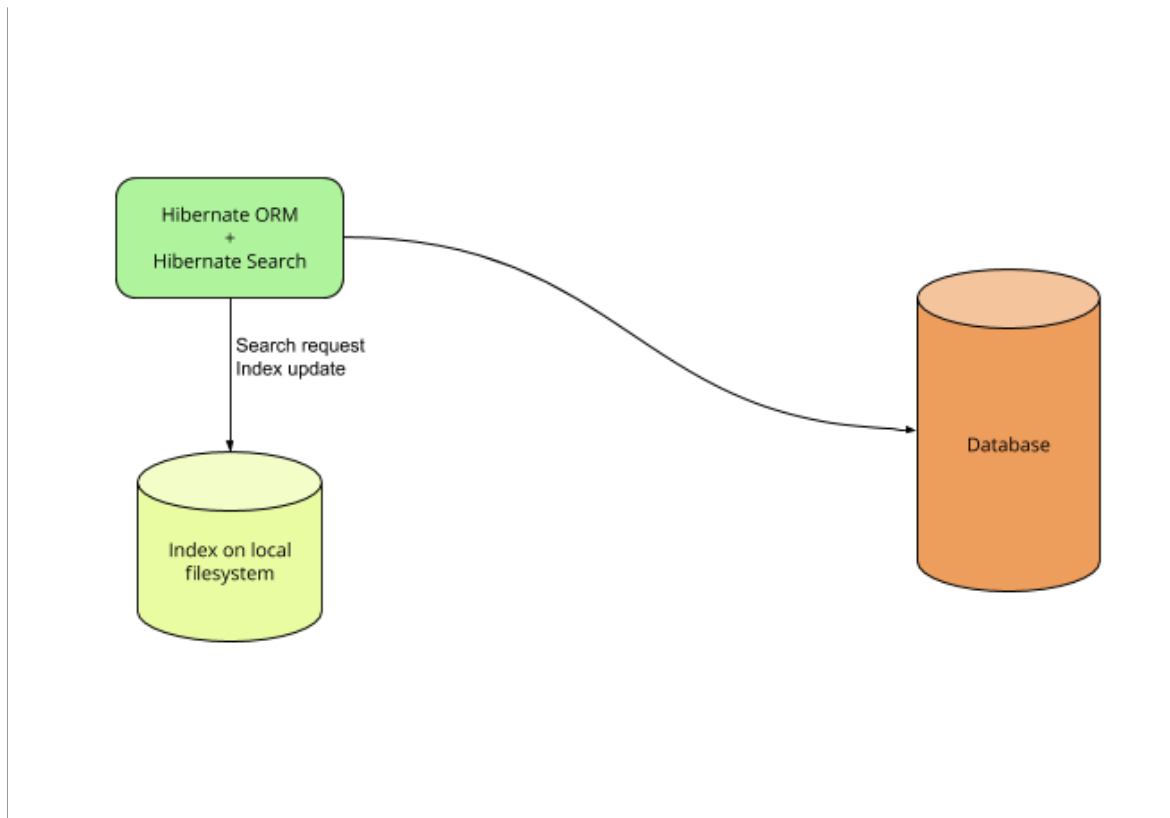 Hibernate ORM
+
Hibernate Search
Search request
Index update
Database
Index on local
filesystem